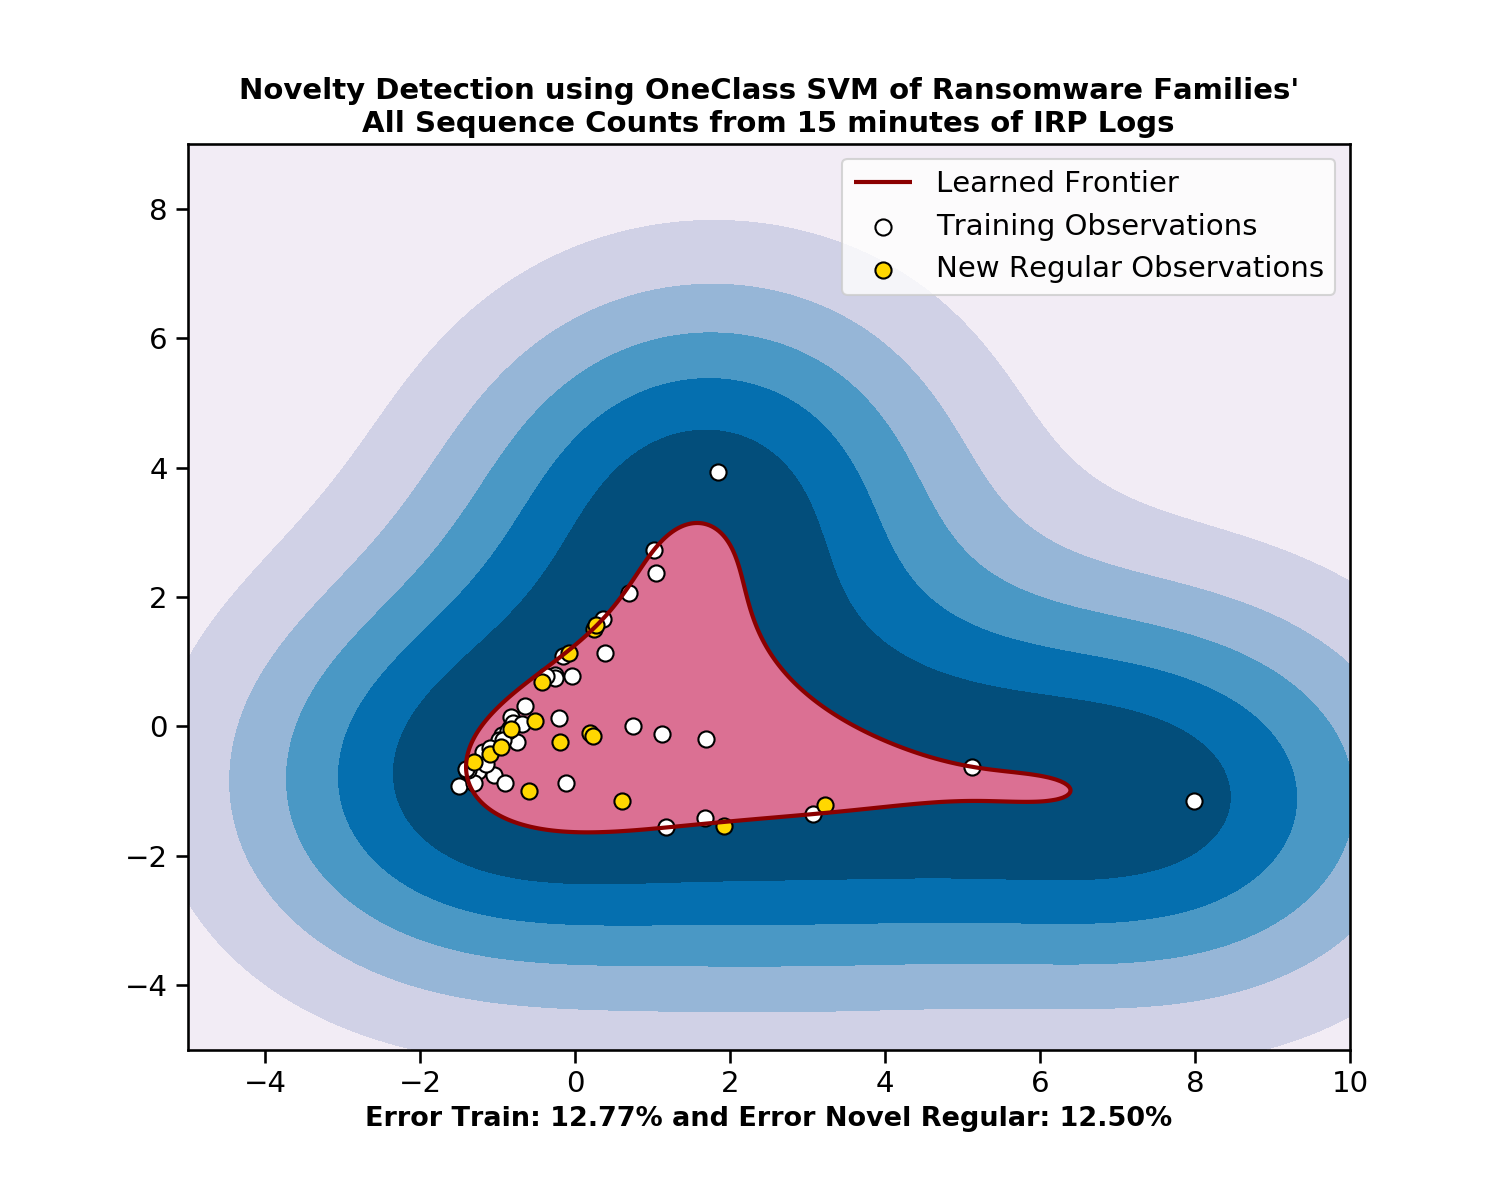 Novelty Detection using OneClass SVM of Ransomware Families'
All Sequence Counts from 15 minutes of IRP Logs
Learned Frontier
Training Observations
New Regular Observations
8
6
4
2
0
−2
−4
−4 −2 0 2 4 6 8 10
Error Train: 12.77% and Error Novel Regular: 12.50%